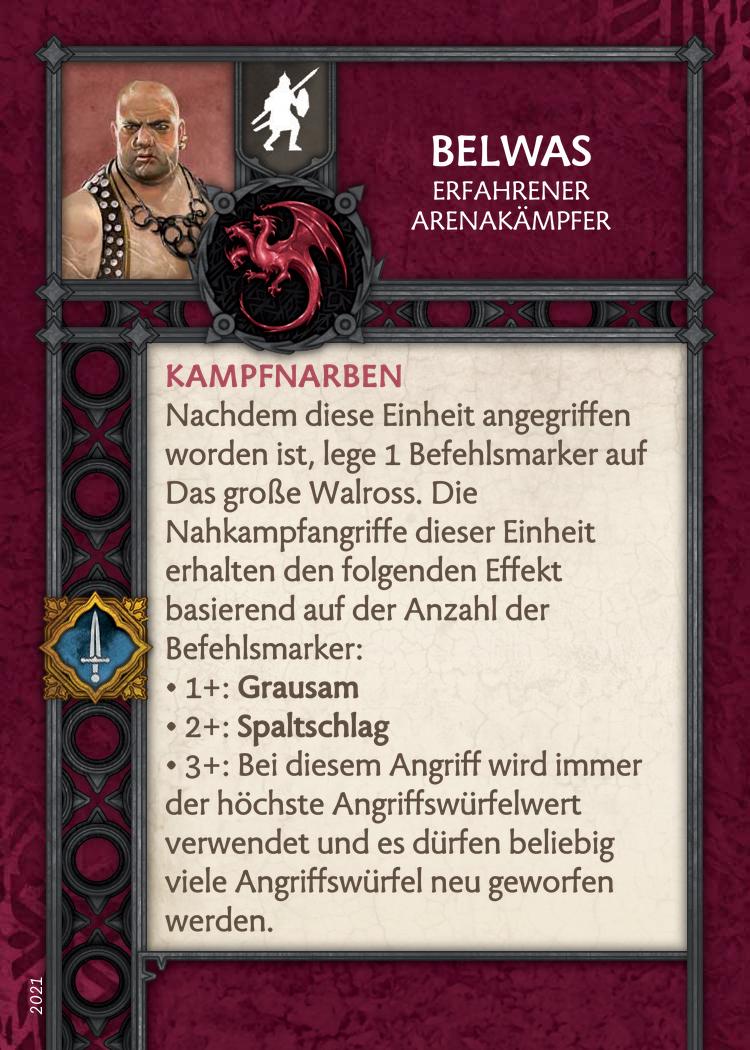 BELWAS
ERFAHRENER
ARENAKÄMPFER
KAMPFNARBEN
Nachdem diese Einheit angegriffen
worden ist, lege 1 Befehlsmarker auf
Das große Walross. Die
Nahkampfangriffe dieser Einheit
erhalten den folgenden Effekt
basierend auf der Anzahl der
Befehlsmarker:
• 1+: Grausam
• 2+: Spaltschlag
• 3+: Bei diesem Angriff wird immer
der höchste Angriffswürfelwert
verwendet und es dürfen beliebig
viele Angriffswürfel neu geworfen
werden.
2021